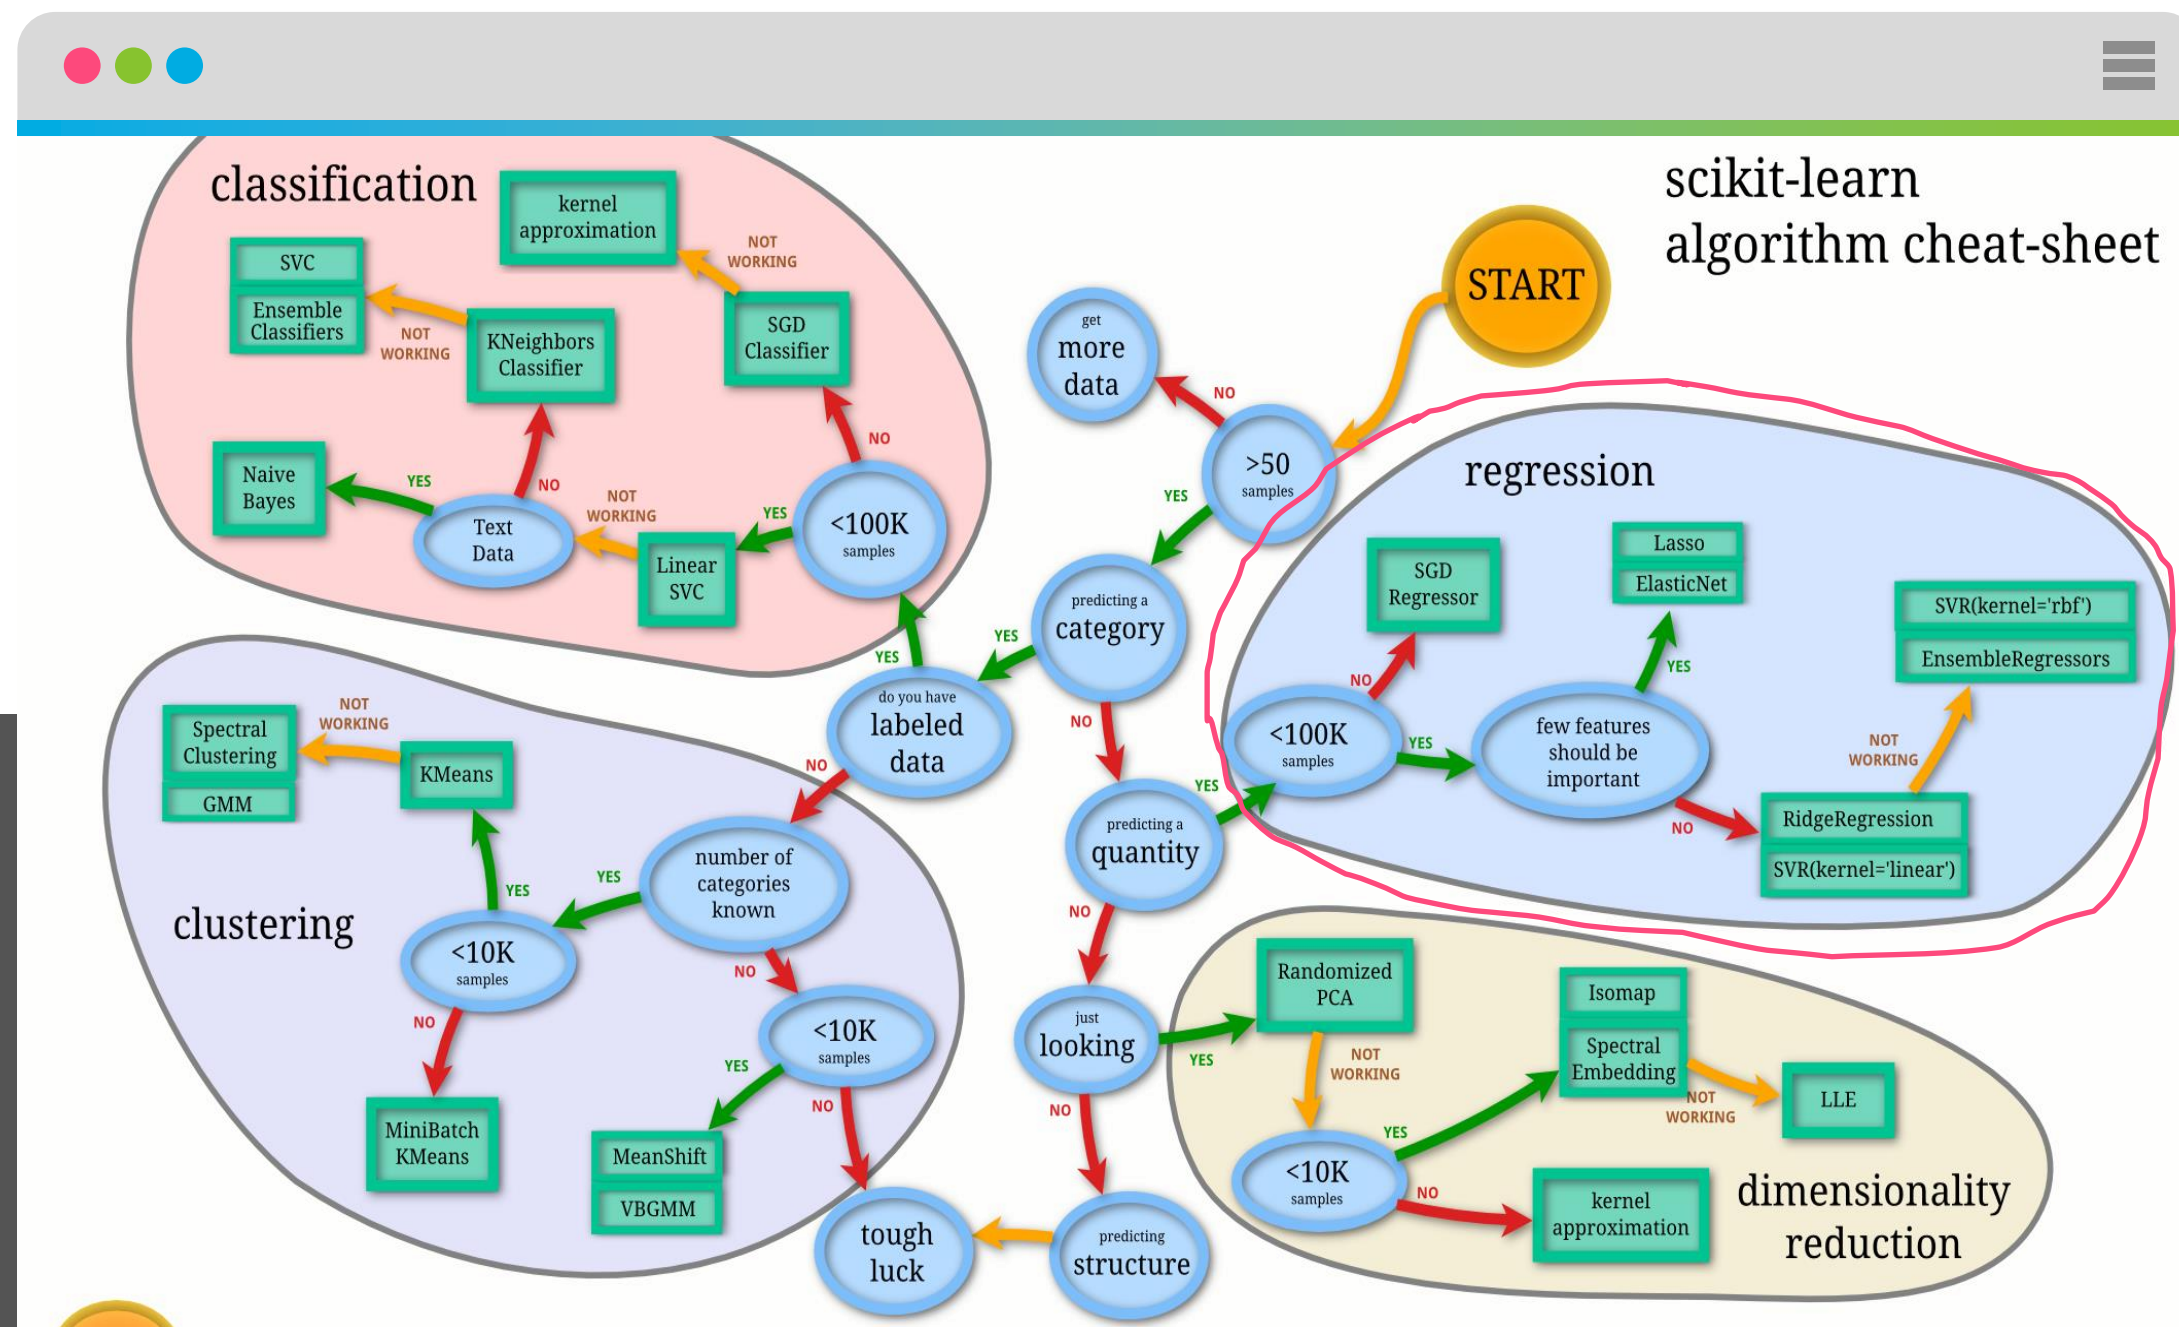 scikit-learn
algorithm cheat-sheet
START
>50
samples
NO
get
more
data
YES
predicting a
category
YES
do you have
labeled
data
YES
NO
NO
predicting a
quantity
YES
NO
just
looking
YES
NO
predicting
structure
tough
luck
classification
kernel
approximation
NOT
WORKING
SVC
Ensemble
Classifiers
NOT
WORKING
KNeighbors
Classifier
SGD
Classifier
NO
Naive
Bayes
YES
NO
Text
Data
NOT
WORKING
Linear
SVC
YES
<100K
samples
regression
SGD
Regressor
Lasso
ElasticNet
SVR(kernel='rbf')
EnsembleRegressors
NO
YES
<100K
samples
YES
few features
should be
important
NOT
WORKING
NO
RidgeRegression
SVR(kernel='linear')
clustering
Spectral
Clustering
GMM
NOT
WORKING
KMeans
YES
number of
categories
known
YES
<10K
samples
NO
NO
MiniBatch
KMeans
<10K
samples
YES
NO
MeanShift
VBGMM
dimensionality
reduction
Randomized
PCA
NOT
WORKING
Isomap
Spectral
Embedding
NOT
WORKING
LLE
YES
<10K
samples
NO
kernel
approximation